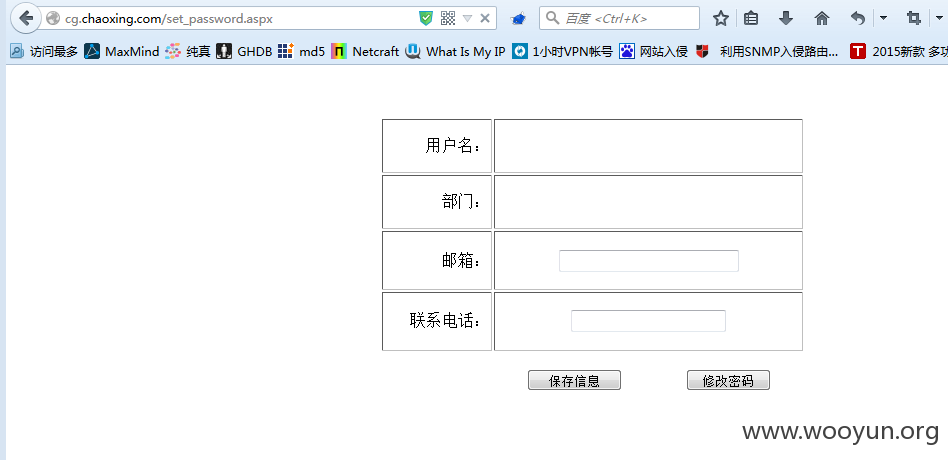 cg.chaoxing.com/set_password.aspx
百度 <Ctrl+K>
访问最多 MaxMind 纯真 GHDB md5 Netcraft What Is My IP 1小时VPN帐号 网站入侵 利用SNMP入侵路由... 2015新款 多功
用户名：
部门：
邮箱：
联系电话：
保存信息 修改密码
www.wooyun.org